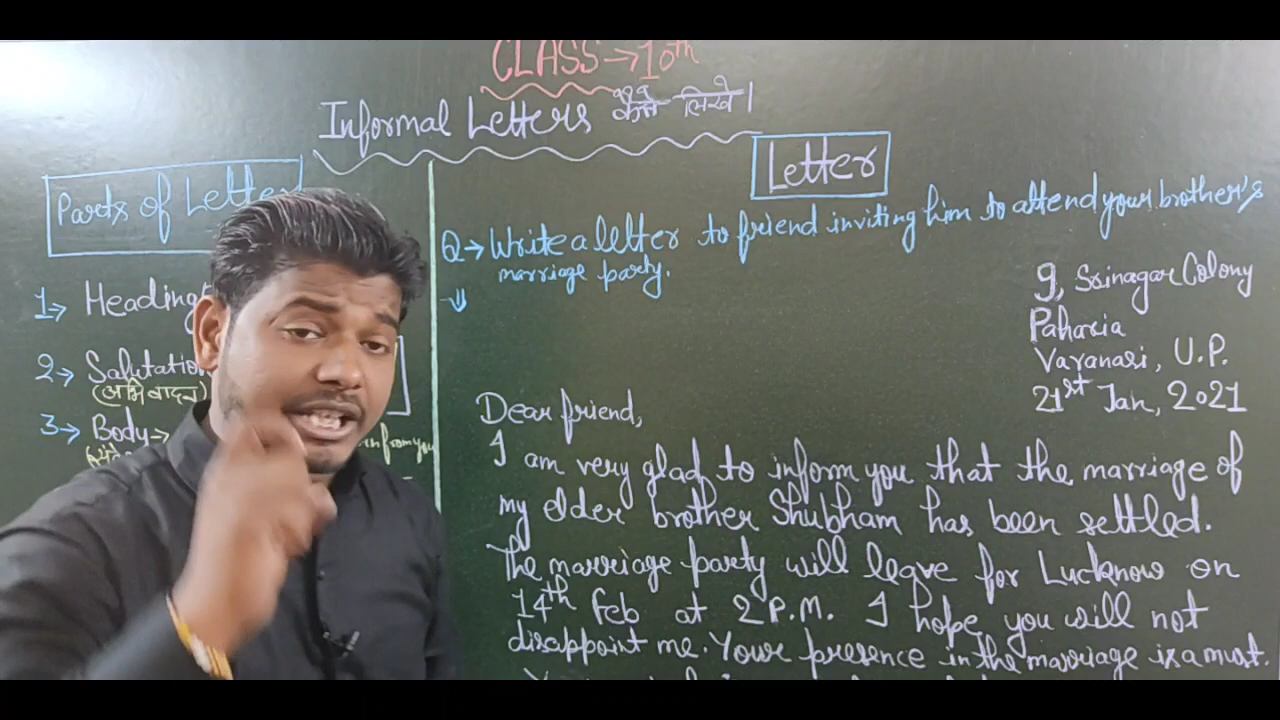 CLASS → 10th
Informal Letters कैसे लिखे।
Parts of Letter
1→ Heading
2→ Salutation
(अभिवादन)
3→ Body→
from you
Letter
Q→ Write a letter to friend inviting him to attend your brother's
marriage party.
9, Srinagar Colony
Paharia
Varanasi, U.P.
21st Jan, 2021
Dear friend,
I am very glad to inform you that the marriage of
my elder brother Shubham has been settled.
The marriage party will leave for Lucknow on
14th Feb at 2 P.M. I hope you will not
disappoint me. Your presence in the marriage is a must.